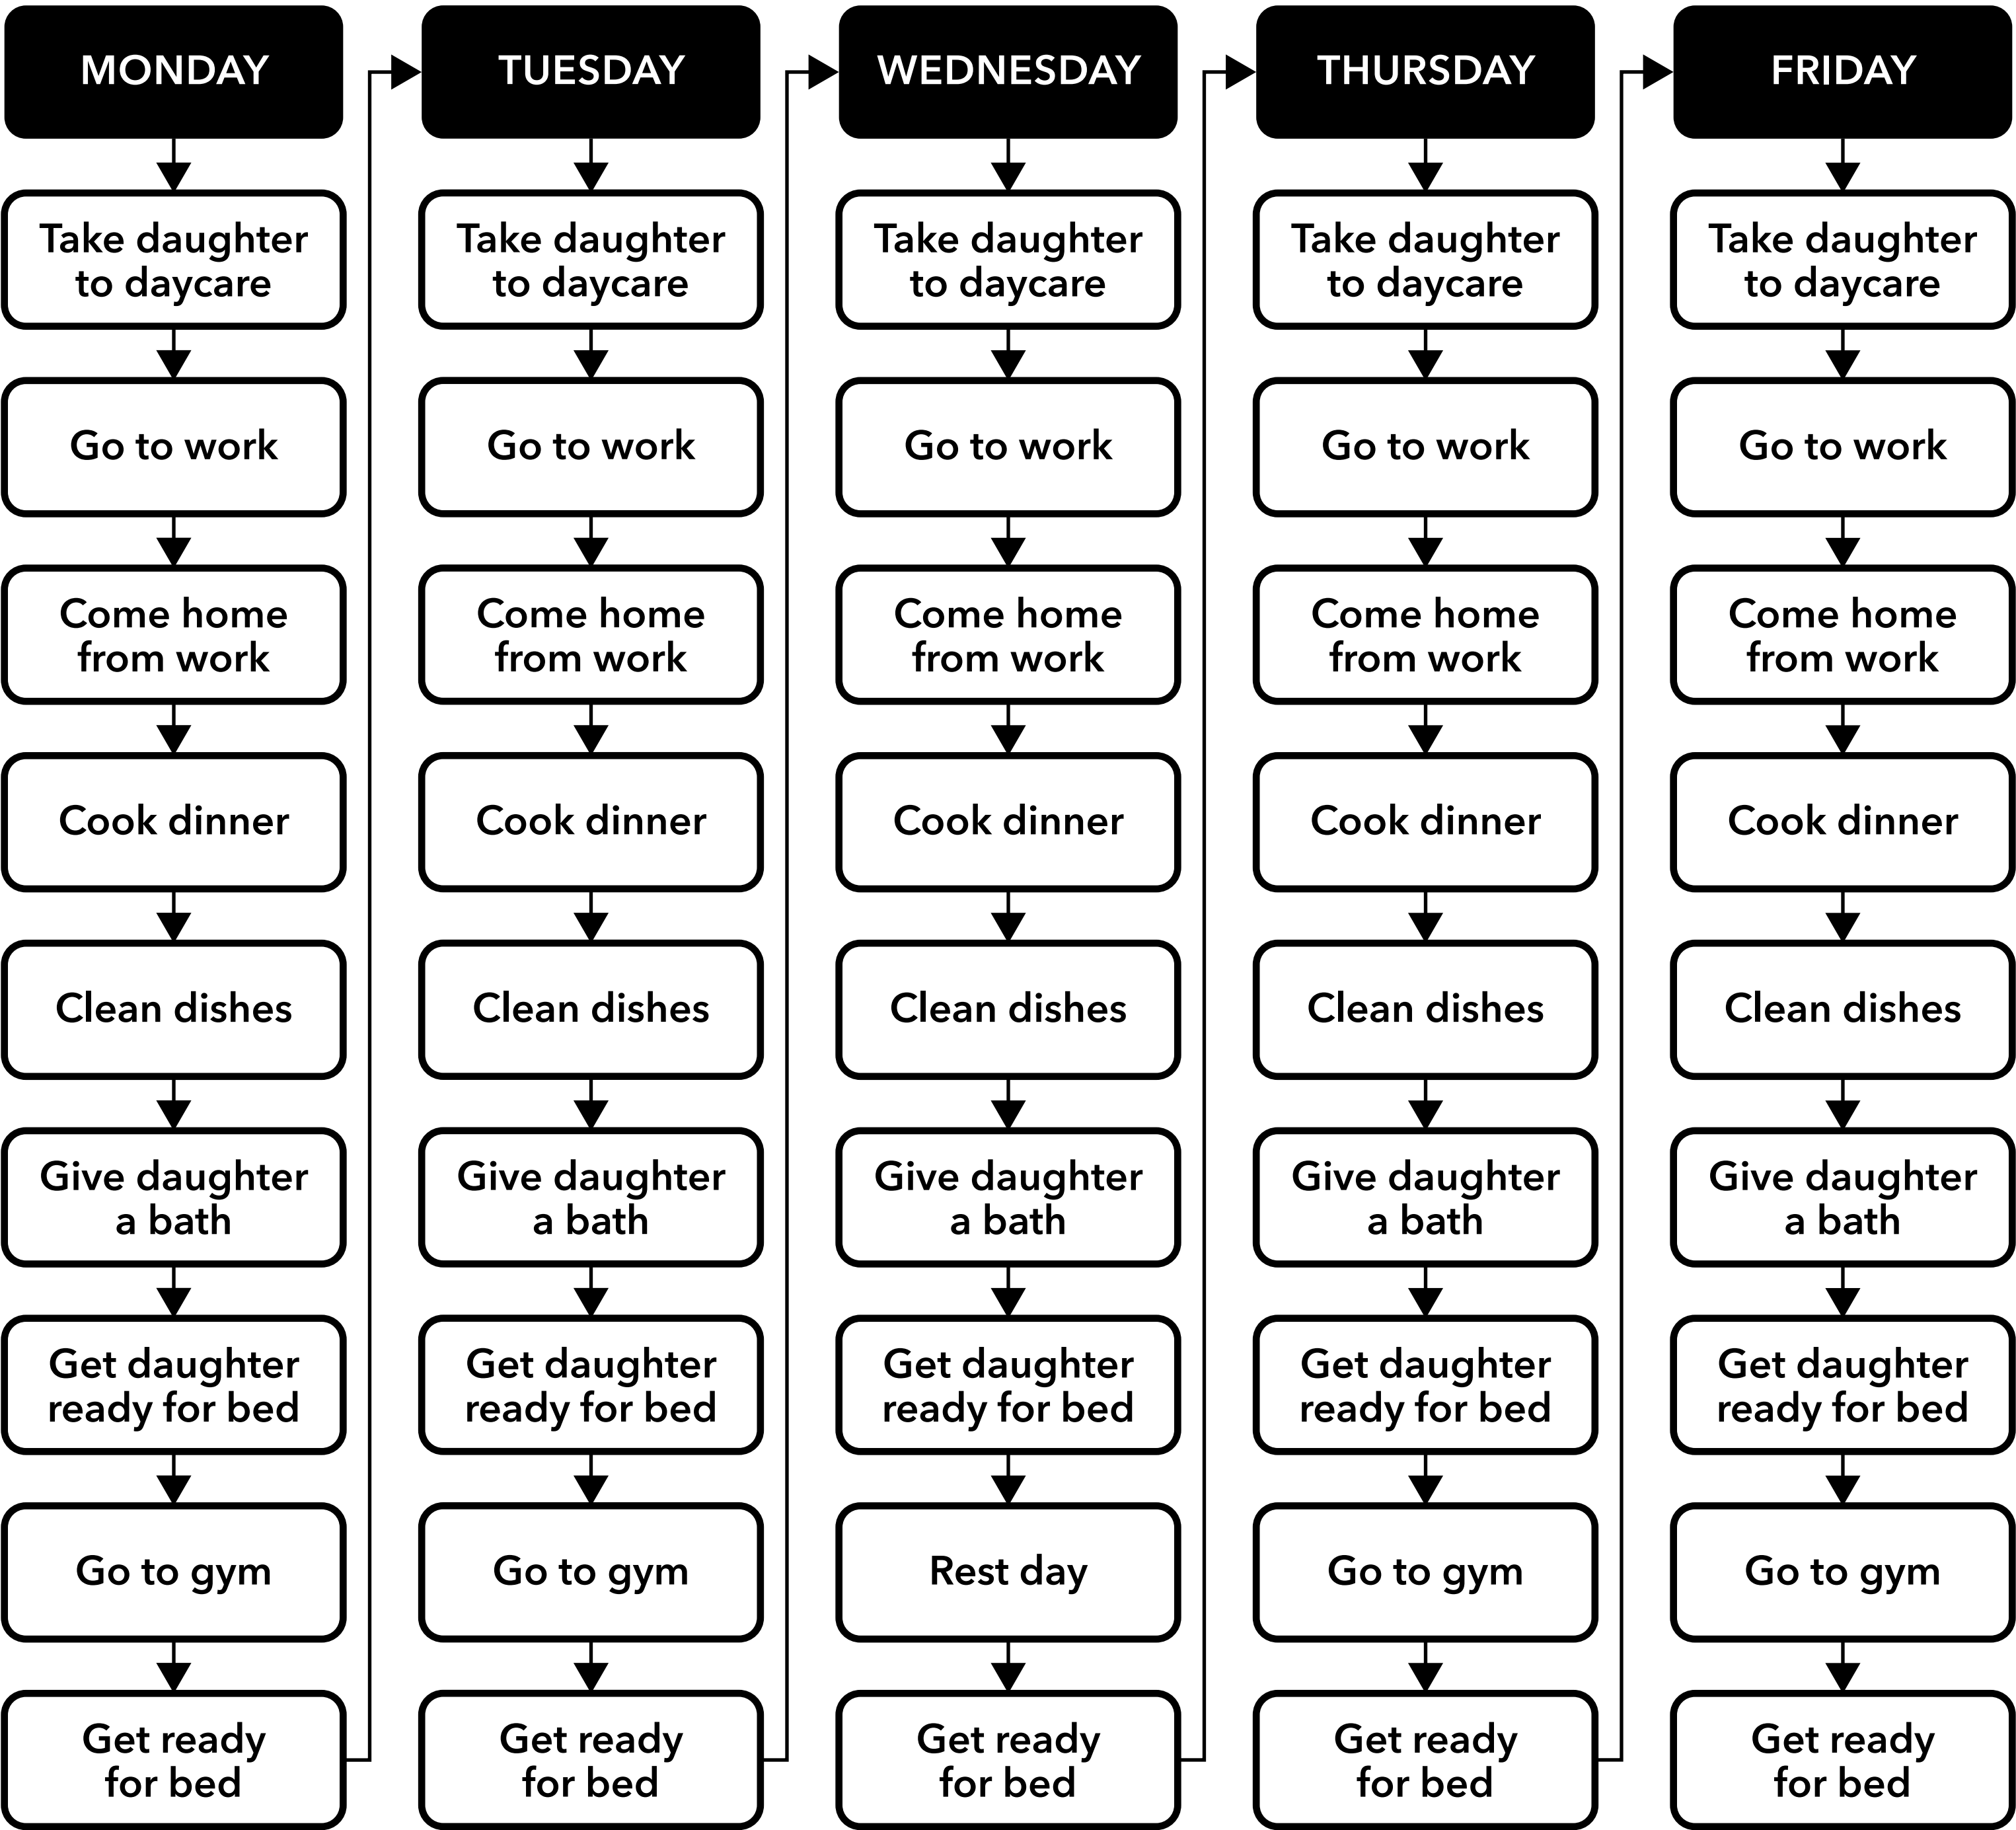 MONDAY
Take daughter
to daycare
Go to work
Come home
from work
Cook dinner
Clean dishes
Give daughter
a bath
Get daughter
ready for bed
Go to gym
Get ready
for bed
TUESDAY
Take daughter
to daycare
Go to work
Come home
from work
Cook dinner
Clean dishes
Give daughter
a bath
Get daughter
ready for bed
Go to gym
Get ready
for bed
WEDNESDAY
Take daughter
to daycare
Go to work
Come home
from work
Cook dinner
Clean dishes
Give daughter
a bath
Get daughter
ready for bed
Rest day
Get ready
for bed
THURSDAY
Take daughter
to daycare
Go to work
Come home
from work
Cook dinner
Clean dishes
Give daughter
a bath
Get daughter
ready for bed
Go to gym
Get ready
for bed
FRIDAY
Take daughter
to daycare
Go to work
Come home
from work
Cook dinner
Clean dishes
Give daughter
a bath
Get daughter
ready for bed
Go to gym
Get ready
for bed